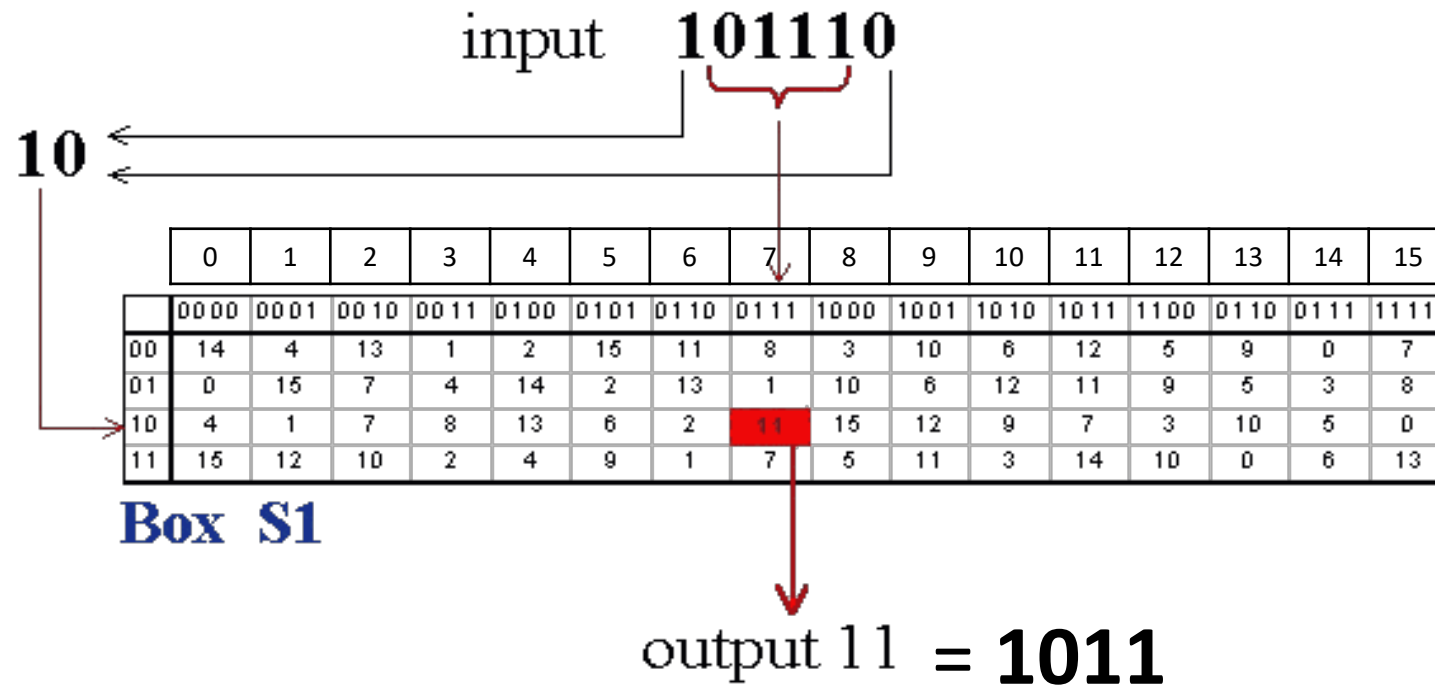 input 101110
10
0 1 2 3 4 5 6 7 8 9 10 11 12 13 14 15
0000 0001 0010 0011 0100 0101 0110 0111 1000 1001 1010 1011 1100 0110 0111 1111
00 14 4 13 1 2 15 11 8 3 10 6 12 5 9 0 7
01 0 15 7 4 14 2 13 1 10 6 12 11 9 5 3 8
10 4 1 7 8 13 6 2 11 15 12 9 7 3 10 5 0
11 15 12 10 2 4 9 1 7 5 11 3 14 10 0 6 13
Box S1
output 11 = 1011